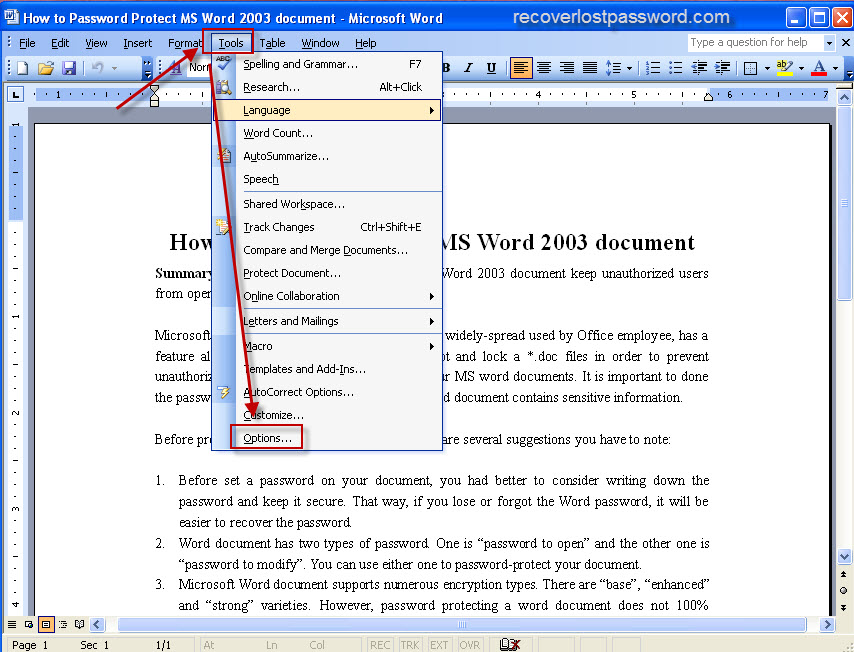 How to Password Protect MS Word 2003 document - Microsoft Word
recoverlostpassword.com
File Edit View Insert Format Tools Table Window Help
Type a question for help
Norm
B I U
1 4 5 6 7
ABC
Spelling and Grammar... F7
Research... Alt+Click
Language
Word Count...
AutoSummarize...
Speech
Shared Workspace...
Track Changes Ctrl+Shift+E
Compare and Merge Documents...
Protect Document...
Online Collaboration
Letters and Mailings
Macro
Templates and Add-Ins...
AutoCorrect Options...
Customize...
Options...
How MS Word 2003 document
Summary Word 2003 document keep unauthorized users
from open
Microsoft widely-spread used by Office employee, has a
feature al and lock a *.doc files in order to prevent
unauthoriz MS word documents. It is important to done
the passw document contains sensitive information.
Before pr are several suggestions you have to note:
1. Before set a password on your document, you had better to consider writing down the
password and keep it secure. That way, if you lose or forgot the Word password, it will be
easier to recover the password.
2. Word document has two types of password. One is “password to open” and the other one is
“password to modify”. You can use either one to password-protect your document.
3. Microsoft Word document supports numerous encryption types. There are “base”, “enhanced”
and “strong” varieties. However, password protecting a word document does not 100%
Page 1 Sec 1 1/1 At Ln Col REC TRK EXT OVR